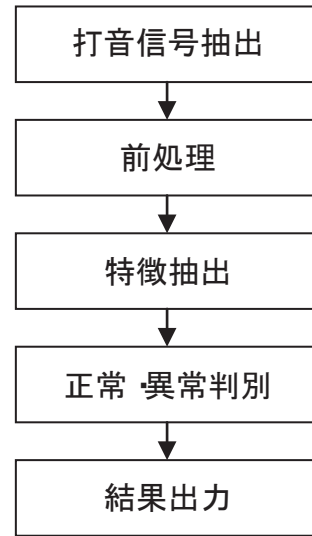 打音信号抽出
前処理
特徴抽出
正常・異常判別
結果出力